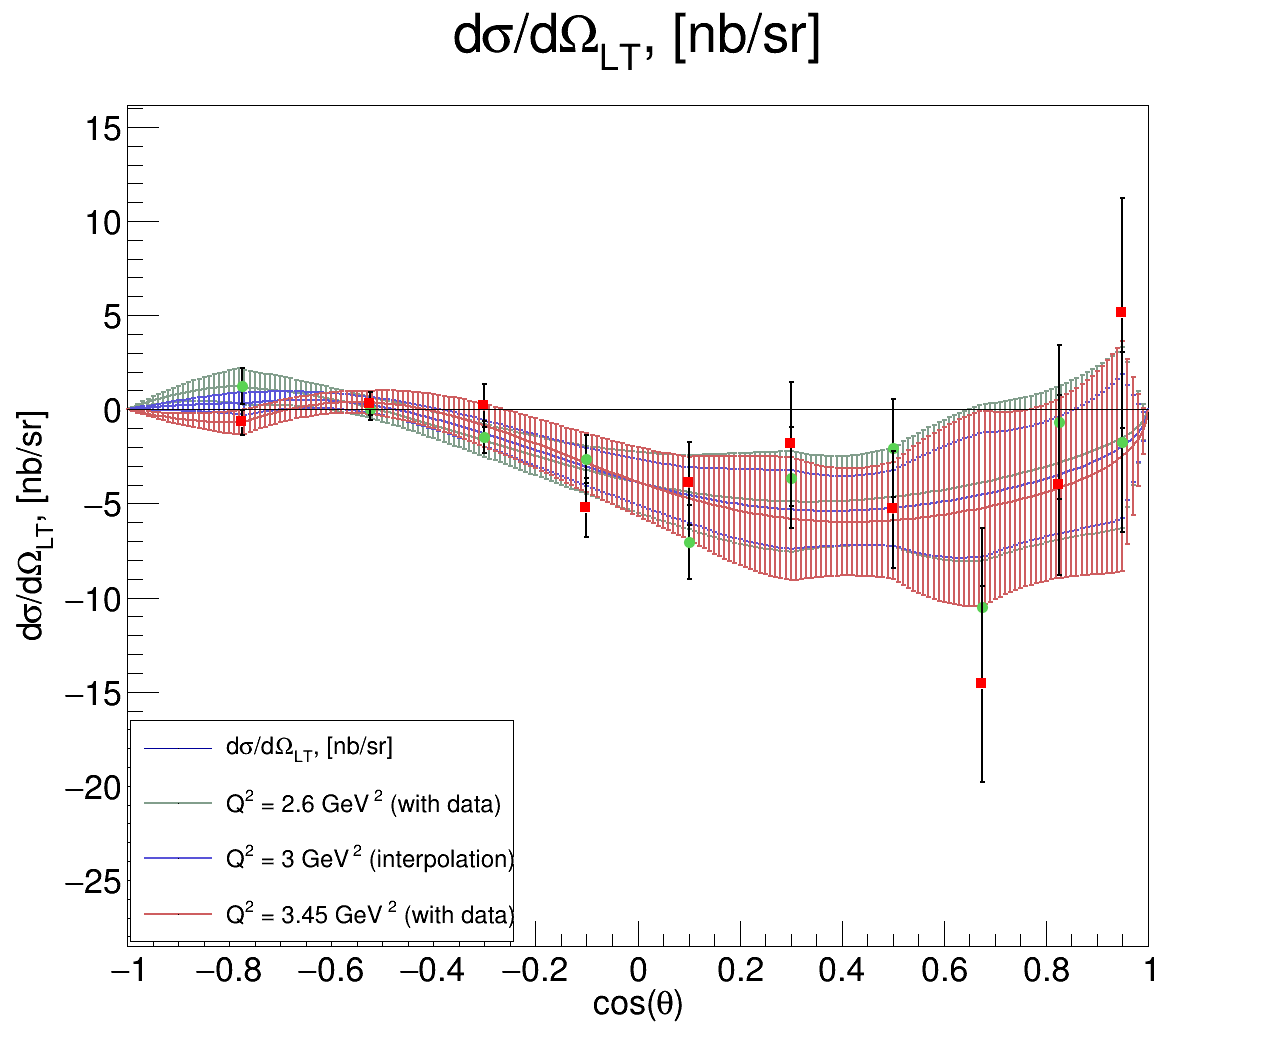 dσ/dΩ_LT, [nb/sr]
dσ/dΩ_LT, [nb/sr]
15
10
5
0
−5
−10
−15
−20
−25
dσ/dΩ_LT, [nb/sr]
Q² = 2.6 GeV² (with data)
Q² = 3 GeV² (interpolation)
Q² = 3.45 GeV² (with data)
−1 −0.8 −0.6 −0.4 −0.2 0 0.2 0.4 0.6 0.8 1
cos(θ)